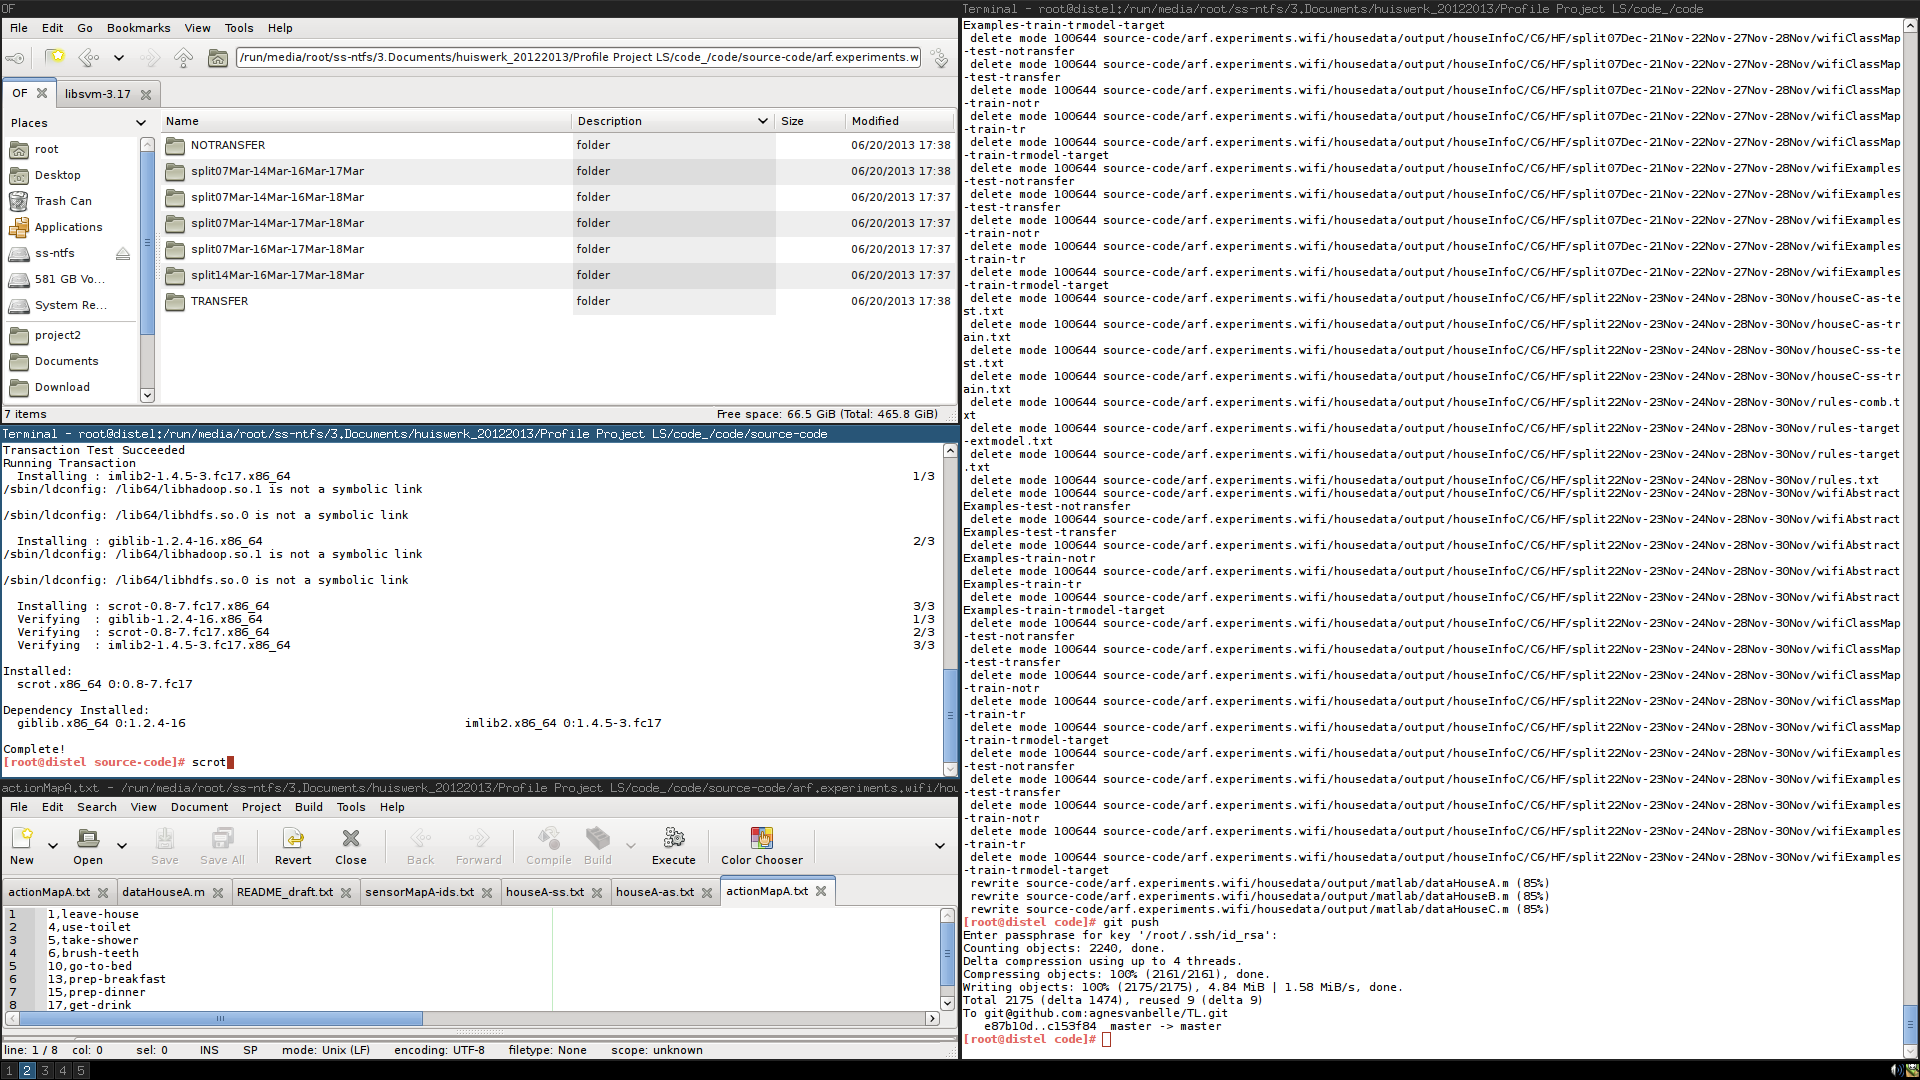 OF
File Edit Go Bookmarks View Tools Help
/run/media/root/ss-ntfs/3.Documents/huiswerk_20122013/Profile Project LS/code_/code/source-code/arf.experiments.w
OF libsvm-3.17
Places
root
Desktop
Trash Can
Applications
ss-ntfs
581 GB Vo...
System Re...
project2
Documents
Download
Name Description Size Modified
NOTRANSFER folder 06/20/2013 17:38
split07Mar-14Mar-16Mar-17Mar folder 06/20/2013 17:38
split07Mar-14Mar-16Mar-18Mar folder 06/20/2013 17:37
split07Mar-14Mar-17Mar-18Mar folder 06/20/2013 17:37
split07Mar-16Mar-17Mar-18Mar folder 06/20/2013 17:37
split14Mar-16Mar-17Mar-18Mar folder 06/20/2013 17:37
TRANSFER folder 06/20/2013 17:38
7 items Free space: 66.5 GiB (Total: 465.8 GiB)
Terminal - root@distel:/run/media/root/ss-ntfs/3.Documents/huiswerk_20122013/Profile Project LS/code_/code/source-code
Transaction Test Succeeded
Running Transaction
Installing : imlib2-1.4.5-3.fc17.x86_64 1/3
/sbin/ldconfig: /lib64/libhadoop.so.1 is not a symbolic link
/sbin/ldconfig: /lib64/libhdfs.so.0 is not a symbolic link
Installing : giblib-1.2.4-16.x86_64 2/3
/sbin/ldconfig: /lib64/libhadoop.so.1 is not a symbolic link
/sbin/ldconfig: /lib64/libhdfs.so.0 is not a symbolic link
Installing : scrot-0.8-7.fc17.x86_64 3/3
Verifying : giblib-1.2.4-16.x86_64 1/3
Verifying : scrot-0.8-7.fc17.x86_64 2/3
Verifying : imlib2-1.4.5-3.fc17.x86_64 3/3
Installed:
scrot.x86_64 0:0.8-7.fc17
Dependency Installed:
giblib.x86_64 0:1.2.4-16 imlib2.x86_64 0:1.4.5-3.fc17
Complete!
[root@distel source-code]# scrot
actionMapA.txt - /run/media/root/ss-ntfs/3.Documents/huiswerk_20122013/Profile Project LS/code_/code/source-code/arf.experiments.wifi/hou
File Edit Search View Document Project Build Tools Help
New Open Save Save All Revert Close Back Forward Compile Build Execute Color Chooser
actionMapA.txt dataHouseA.m README_draft.txt sensorMapA-ids.txt houseA-ss.txt houseA-as.txt actionMapA.txt
1 1,leave-house
2 4,use-toilet
3 5,take-shower
4 6,brush-teeth
5 10,go-to-bed
6 13,prep-breakfast
7 15,prep-dinner
8 17,get-drink
line: 1 / 8 col: 0 sel: 0 INS SP mode: Unix (LF) encoding: UTF-8 filetype: None scope: unknown
1 2 3 4 5
Terminal - root@distel:/run/media/root/ss-ntfs/3.Documents/huiswerk_20122013/Profile Project LS/code_/code
Examples-train-trmodel-target
delete mode 100644 source-code/arf.experiments.wifi/housedata/output/houseInfoC/C6/HF/split07Dec-21Nov-22Nov-27Nov-28Nov/wifiClassMap
-test-notransfer
delete mode 100644 source-code/arf.experiments.wifi/housedata/output/houseInfoC/C6/HF/split07Dec-21Nov-22Nov-27Nov-28Nov/wifiClassMap
-test-transfer
delete mode 100644 source-code/arf.experiments.wifi/housedata/output/houseInfoC/C6/HF/split07Dec-21Nov-22Nov-27Nov-28Nov/wifiClassMap
-train-notr
delete mode 100644 source-code/arf.experiments.wifi/housedata/output/houseInfoC/C6/HF/split07Dec-21Nov-22Nov-27Nov-28Nov/wifiClassMap
-train-tr
delete mode 100644 source-code/arf.experiments.wifi/housedata/output/houseInfoC/C6/HF/split07Dec-21Nov-22Nov-27Nov-28Nov/wifiClassMap
-train-trmodel-target
delete mode 100644 source-code/arf.experiments.wifi/housedata/output/houseInfoC/C6/HF/split07Dec-21Nov-22Nov-27Nov-28Nov/wifiExamples
-test-notransfer
delete mode 100644 source-code/arf.experiments.wifi/housedata/output/houseInfoC/C6/HF/split07Dec-21Nov-22Nov-27Nov-28Nov/wifiExamples
-test-transfer
delete mode 100644 source-code/arf.experiments.wifi/housedata/output/houseInfoC/C6/HF/split07Dec-21Nov-22Nov-27Nov-28Nov/wifiExamples
-train-notr
delete mode 100644 source-code/arf.experiments.wifi/housedata/output/houseInfoC/C6/HF/split07Dec-21Nov-22Nov-27Nov-28Nov/wifiExamples
-train-tr
delete mode 100644 source-code/arf.experiments.wifi/housedata/output/houseInfoC/C6/HF/split07Dec-21Nov-22Nov-27Nov-28Nov/wifiExamples
-train-trmodel-target
delete mode 100644 source-code/arf.experiments.wifi/housedata/output/houseInfoC/C6/HF/split22Nov-23Nov-24Nov-28Nov-30Nov/houseC-as-te
st.txt
delete mode 100644 source-code/arf.experiments.wifi/housedata/output/houseInfoC/C6/HF/split22Nov-23Nov-24Nov-28Nov-30Nov/houseC-as-tr
ain.txt
delete mode 100644 source-code/arf.experiments.wifi/housedata/output/houseInfoC/C6/HF/split22Nov-23Nov-24Nov-28Nov-30Nov/houseC-ss-te
st.txt
delete mode 100644 source-code/arf.experiments.wifi/housedata/output/houseInfoC/C6/HF/split22Nov-23Nov-24Nov-28Nov-30Nov/houseC-ss-tr
ain.txt
delete mode 100644 source-code/arf.experiments.wifi/housedata/output/houseInfoC/C6/HF/split22Nov-23Nov-24Nov-28Nov-30Nov/rules-comb.t
xt
delete mode 100644 source-code/arf.experiments.wifi/housedata/output/houseInfoC/C6/HF/split22Nov-23Nov-24Nov-28Nov-30Nov/rules-target
-extmodel.txt
delete mode 100644 source-code/arf.experiments.wifi/housedata/output/houseInfoC/C6/HF/split22Nov-23Nov-24Nov-28Nov-30Nov/rules-target
.txt
delete mode 100644 source-code/arf.experiments.wifi/housedata/output/houseInfoC/C6/HF/split22Nov-23Nov-24Nov-28Nov-30Nov/rules.txt
delete mode 100644 source-code/arf.experiments.wifi/housedata/output/houseInfoC/C6/HF/split22Nov-23Nov-24Nov-28Nov-30Nov/wifiAbstract
Examples-test-notransfer
delete mode 100644 source-code/arf.experiments.wifi/housedata/output/houseInfoC/C6/HF/split22Nov-23Nov-24Nov-28Nov-30Nov/wifiAbstract
Examples-test-transfer
delete mode 100644 source-code/arf.experiments.wifi/housedata/output/houseInfoC/C6/HF/split22Nov-23Nov-24Nov-28Nov-30Nov/wifiAbstract
Examples-train-notr
delete mode 100644 source-code/arf.experiments.wifi/housedata/output/houseInfoC/C6/HF/split22Nov-23Nov-24Nov-28Nov-30Nov/wifiAbstract
Examples-train-tr
delete mode 100644 source-code/arf.experiments.wifi/housedata/output/houseInfoC/C6/HF/split22Nov-23Nov-24Nov-28Nov-30Nov/wifiAbstract
Examples-train-trmodel-target
delete mode 100644 source-code/arf.experiments.wifi/housedata/output/houseInfoC/C6/HF/split22Nov-23Nov-24Nov-28Nov-30Nov/wifiClassMap
-test-notransfer
delete mode 100644 source-code/arf.experiments.wifi/housedata/output/houseInfoC/C6/HF/split22Nov-23Nov-24Nov-28Nov-30Nov/wifiClassMap
-test-transfer
delete mode 100644 source-code/arf.experiments.wifi/housedata/output/houseInfoC/C6/HF/split22Nov-23Nov-24Nov-28Nov-30Nov/wifiClassMap
-train-notr
delete mode 100644 source-code/arf.experiments.wifi/housedata/output/houseInfoC/C6/HF/split22Nov-23Nov-24Nov-28Nov-30Nov/wifiClassMap
-train-tr
delete mode 100644 source-code/arf.experiments.wifi/housedata/output/houseInfoC/C6/HF/split22Nov-23Nov-24Nov-28Nov-30Nov/wifiClassMap
-train-trmodel-target
delete mode 100644 source-code/arf.experiments.wifi/housedata/output/houseInfoC/C6/HF/split22Nov-23Nov-24Nov-28Nov-30Nov/wifiExamples
-test-notransfer
delete mode 100644 source-code/arf.experiments.wifi/housedata/output/houseInfoC/C6/HF/split22Nov-23Nov-24Nov-28Nov-30Nov/wifiExamples
-test-transfer
delete mode 100644 source-code/arf.experiments.wifi/housedata/output/houseInfoC/C6/HF/split22Nov-23Nov-24Nov-28Nov-30Nov/wifiExamples
-train-notr
delete mode 100644 source-code/arf.experiments.wifi/housedata/output/houseInfoC/C6/HF/split22Nov-23Nov-24Nov-28Nov-30Nov/wifiExamples
-train-tr
delete mode 100644 source-code/arf.experiments.wifi/housedata/output/houseInfoC/C6/HF/split22Nov-23Nov-24Nov-28Nov-30Nov/wifiExamples
-train-trmodel-target
rewrite source-code/arf.experiments.wifi/housedata/output/matlab/dataHouseA.m (85%)
rewrite source-code/arf.experiments.wifi/housedata/output/matlab/dataHouseB.m (85%)
rewrite source-code/arf.experiments.wifi/housedata/output/matlab/dataHouseC.m (85%)
[root@distel code]# git push
Enter passphrase for key '/root/.ssh/id_rsa':
Counting objects: 2240, done.
Delta compression using up to 4 threads.
Compressing objects: 100% (2161/2161), done.
Writing objects: 100% (2175/2175), 4.84 MiB | 1.58 MiB/s, done.
Total 2175 (delta 1474), reused 9 (delta 9)
To git@github.com:agnesvanbelle/TL.git
e87b10d..c153f84 master -> master
[root@distel code]#